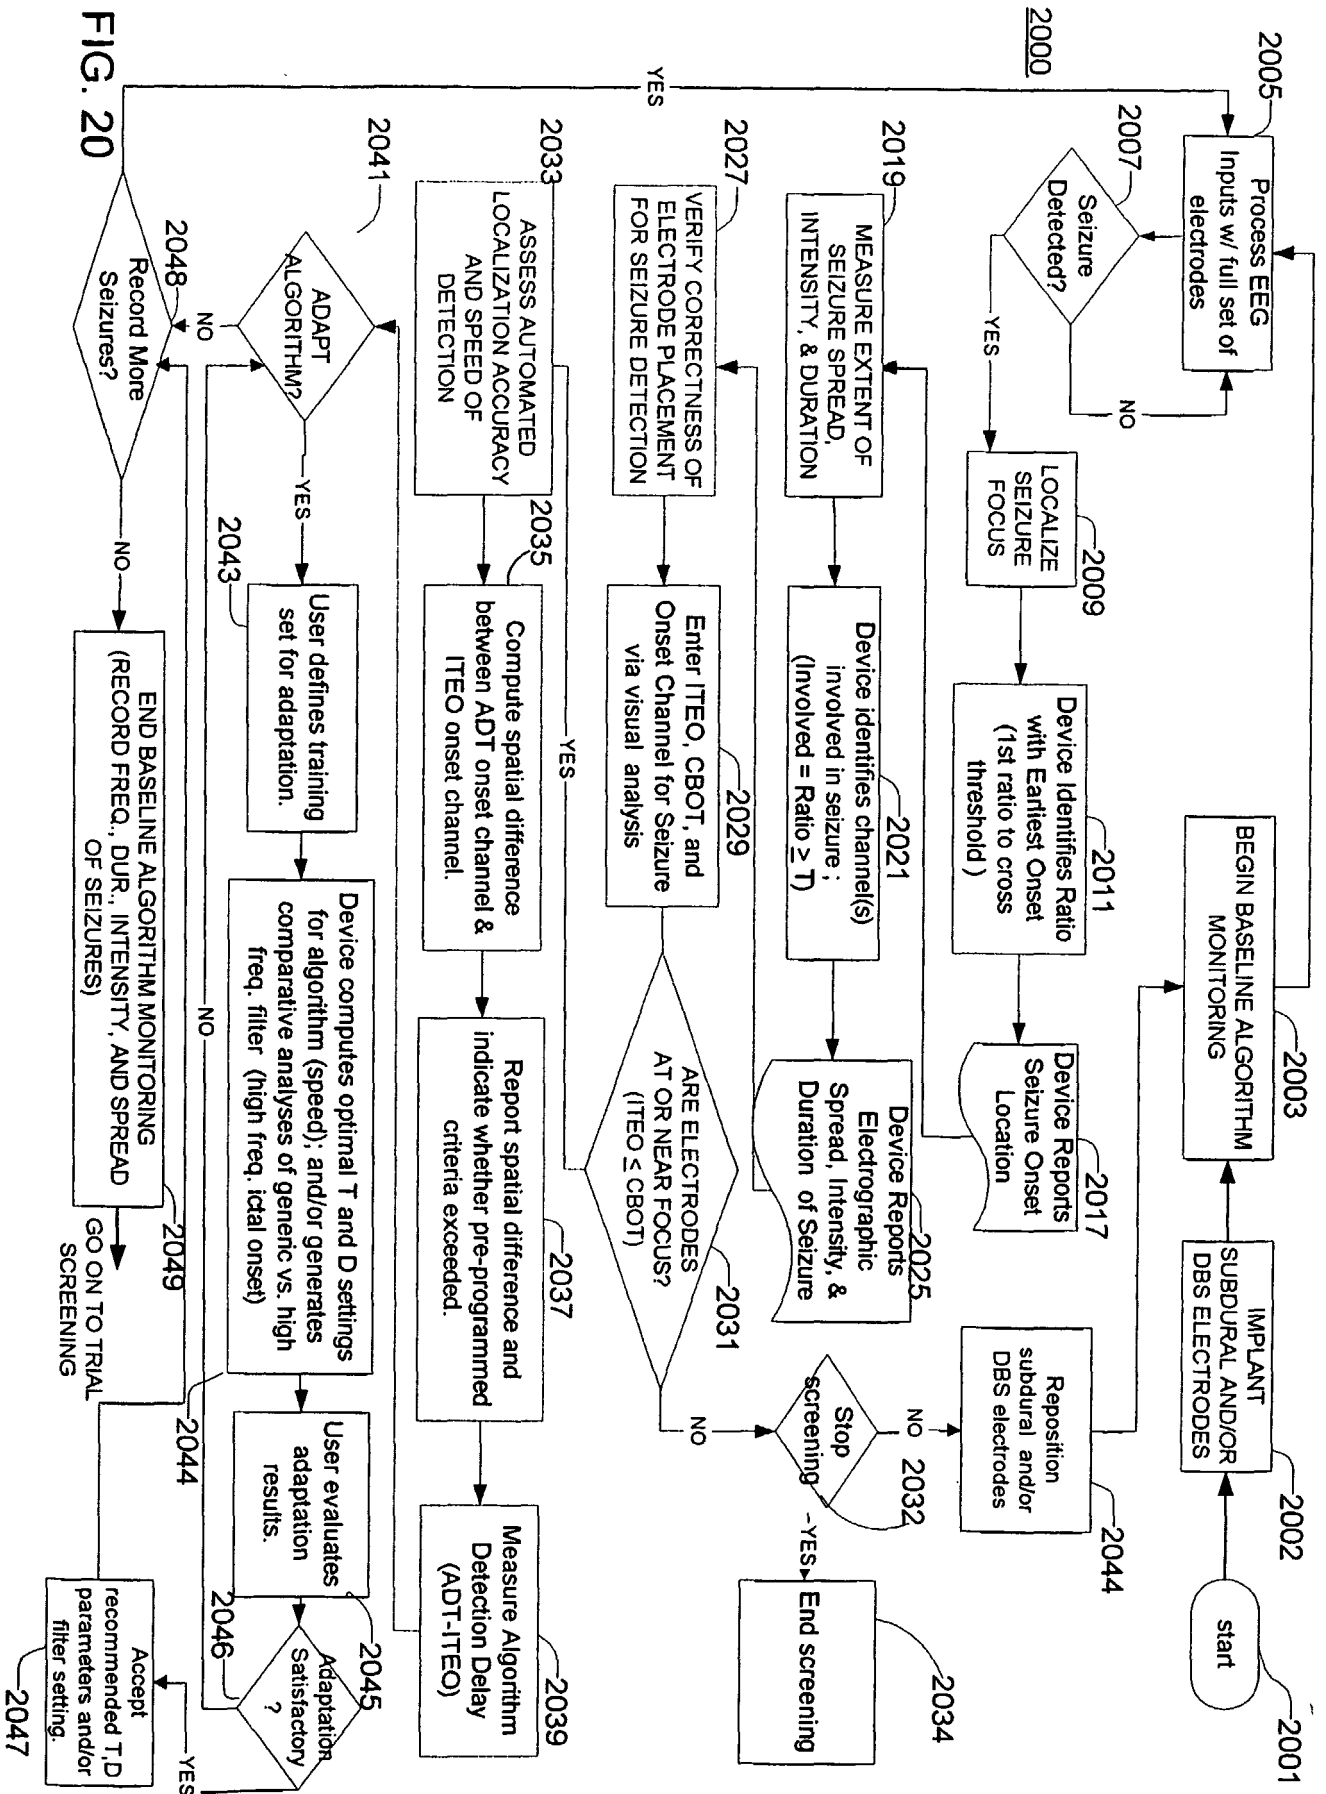 2000
start
2001
IMPLANT
SUBDURAL AND/OR
DBS ELECTRODES
2002
BEGIN BASELINE ALGORITHM
MONITORING
2003
2005
Process EEG
Inputs w/ full set of
electrodes
2007
Seizure
Detected?
NO
YES
LOCALIZE
SEIZURE
FOCUS
2009
Device Identifies Ratio
with Earliest Onset
(1st ratio to cross
threshold )
2011
Device Reports
Seizure Onset
Location
2017
2019
MEASURE EXTENT OF
SEIZURE SPREAD,
INTENSITY, & DURATION
Device identifies channel(s)
involved in seizure ;
(Involved = Ratio ≥ T)
2021
Device Reports
Electrographic
Spread, Intensity, &
Duration of Seizure
2025
Reposition
subdural and/or
DBS electrodes
2044
NO
Stop
screening
2032
-YES
End screening
2034
2027
VERIFY CORRECTNESS OF
ELECTRODE PLACEMENT
FOR SEIZURE DETECTION
Enter ITEO, CBOT, and
Onset Channel for Seizure
via visual analysis
2029
ARE ELECTRODES
AT OR NEAR FOCUS?
(ITEO ≤ CBOT)
2031
NO
YES
2033
ASSESS AUTOMATED
LOCALIZATION ACCURACY
AND SPEED OF
DETECTION
2035
Compute spatial difference
between ADT onset channel &
ITEO onset channel.
Report spatial difference and
indicate whether pre-programmed
criteria exceeded.
2037
Measure Algorithm
Detection Delay
(ADT-ITEO)
2039
2041
ADAPT
ALGORITHM?
YES
NO
User defines training
set for adaptation.
2043
Device computes optimal T and D settings
for algorithm (speed); and/or generates
comparative analyses of generic vs. high
freq. filter (high freq. ictal onset)
2044
User evaluates
adaptation
results.
2045
Adaptation
Satisfactory
?
2046
NO
YES
Accept
recommended T,D
parameters and/or
filter setting.
2047
2048
Record More
Seizures?
YES
NO
END BASELINE ALGORITHM MONITORING
(RECORD FREQ., DUR., INTENSITY, AND SPREAD
OF SEIZURES)
2049
GO ON TO TRIAL
SCREENING
FIG. 20